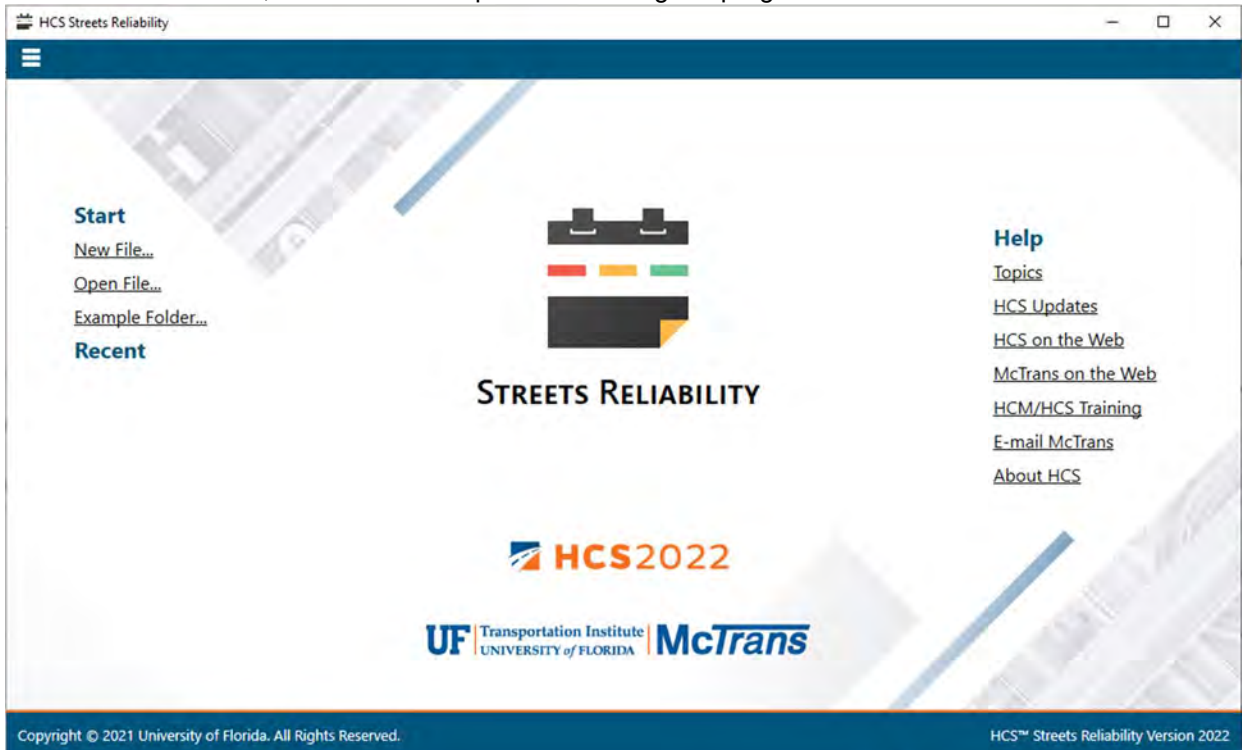 HCS Streets Reliability
Start
New File...
Open File...
Example Folder...
Recent
STREETS RELIABILITY
Help
Topics
HCS Updates
HCS on the Web
McTrans on the Web
HCM/HCS Training
E-mail McTrans
About HCS
HCS2022
UF Transportation Institute McTrans
UNIVERSITY of FLORIDA
Copyright © 2021 University of Florida. All Rights Reserved.
HCS™ Streets Reliability Version 2022